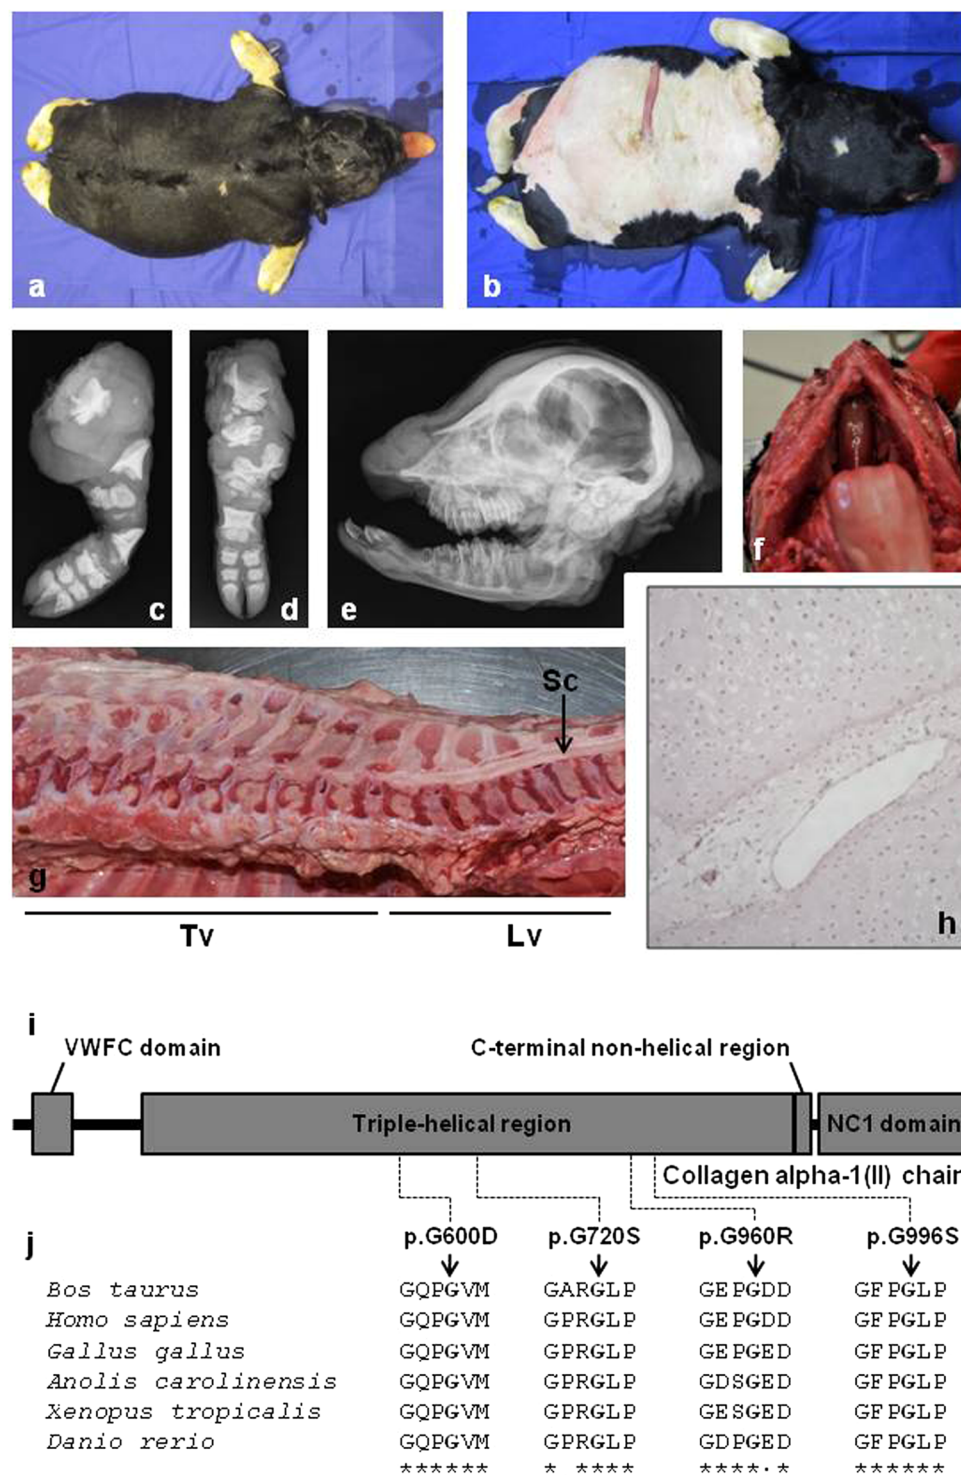 a
b
c
d
e
f
Sc
g
h
Tv
Lv
i
VWFC domain
C-terminal non-helical region
Triple-helical region
NC1 domain
Collagen alpha-1(II) chain
j
p.G600D p.G720S p.G960R p.G996S
Bos taurus GQPGVM GARGLP GEPGDD GFPGLP
Homo sapiens GQPGVM GPRGLP GEPGDD GFPGLP
Gallus gallus GQPGVM GPRGLP GEPGED GFPGLP
Anolis carolinensis GQPGVM GPRGLP GDSGED GFPGLP
Xenopus tropicalis GQPGVM GPRGLP GESGED GFPGLP
Danio rerio GQPGVM GPRGLP GDPGED GFPGLP
****** * **** ****.* ******